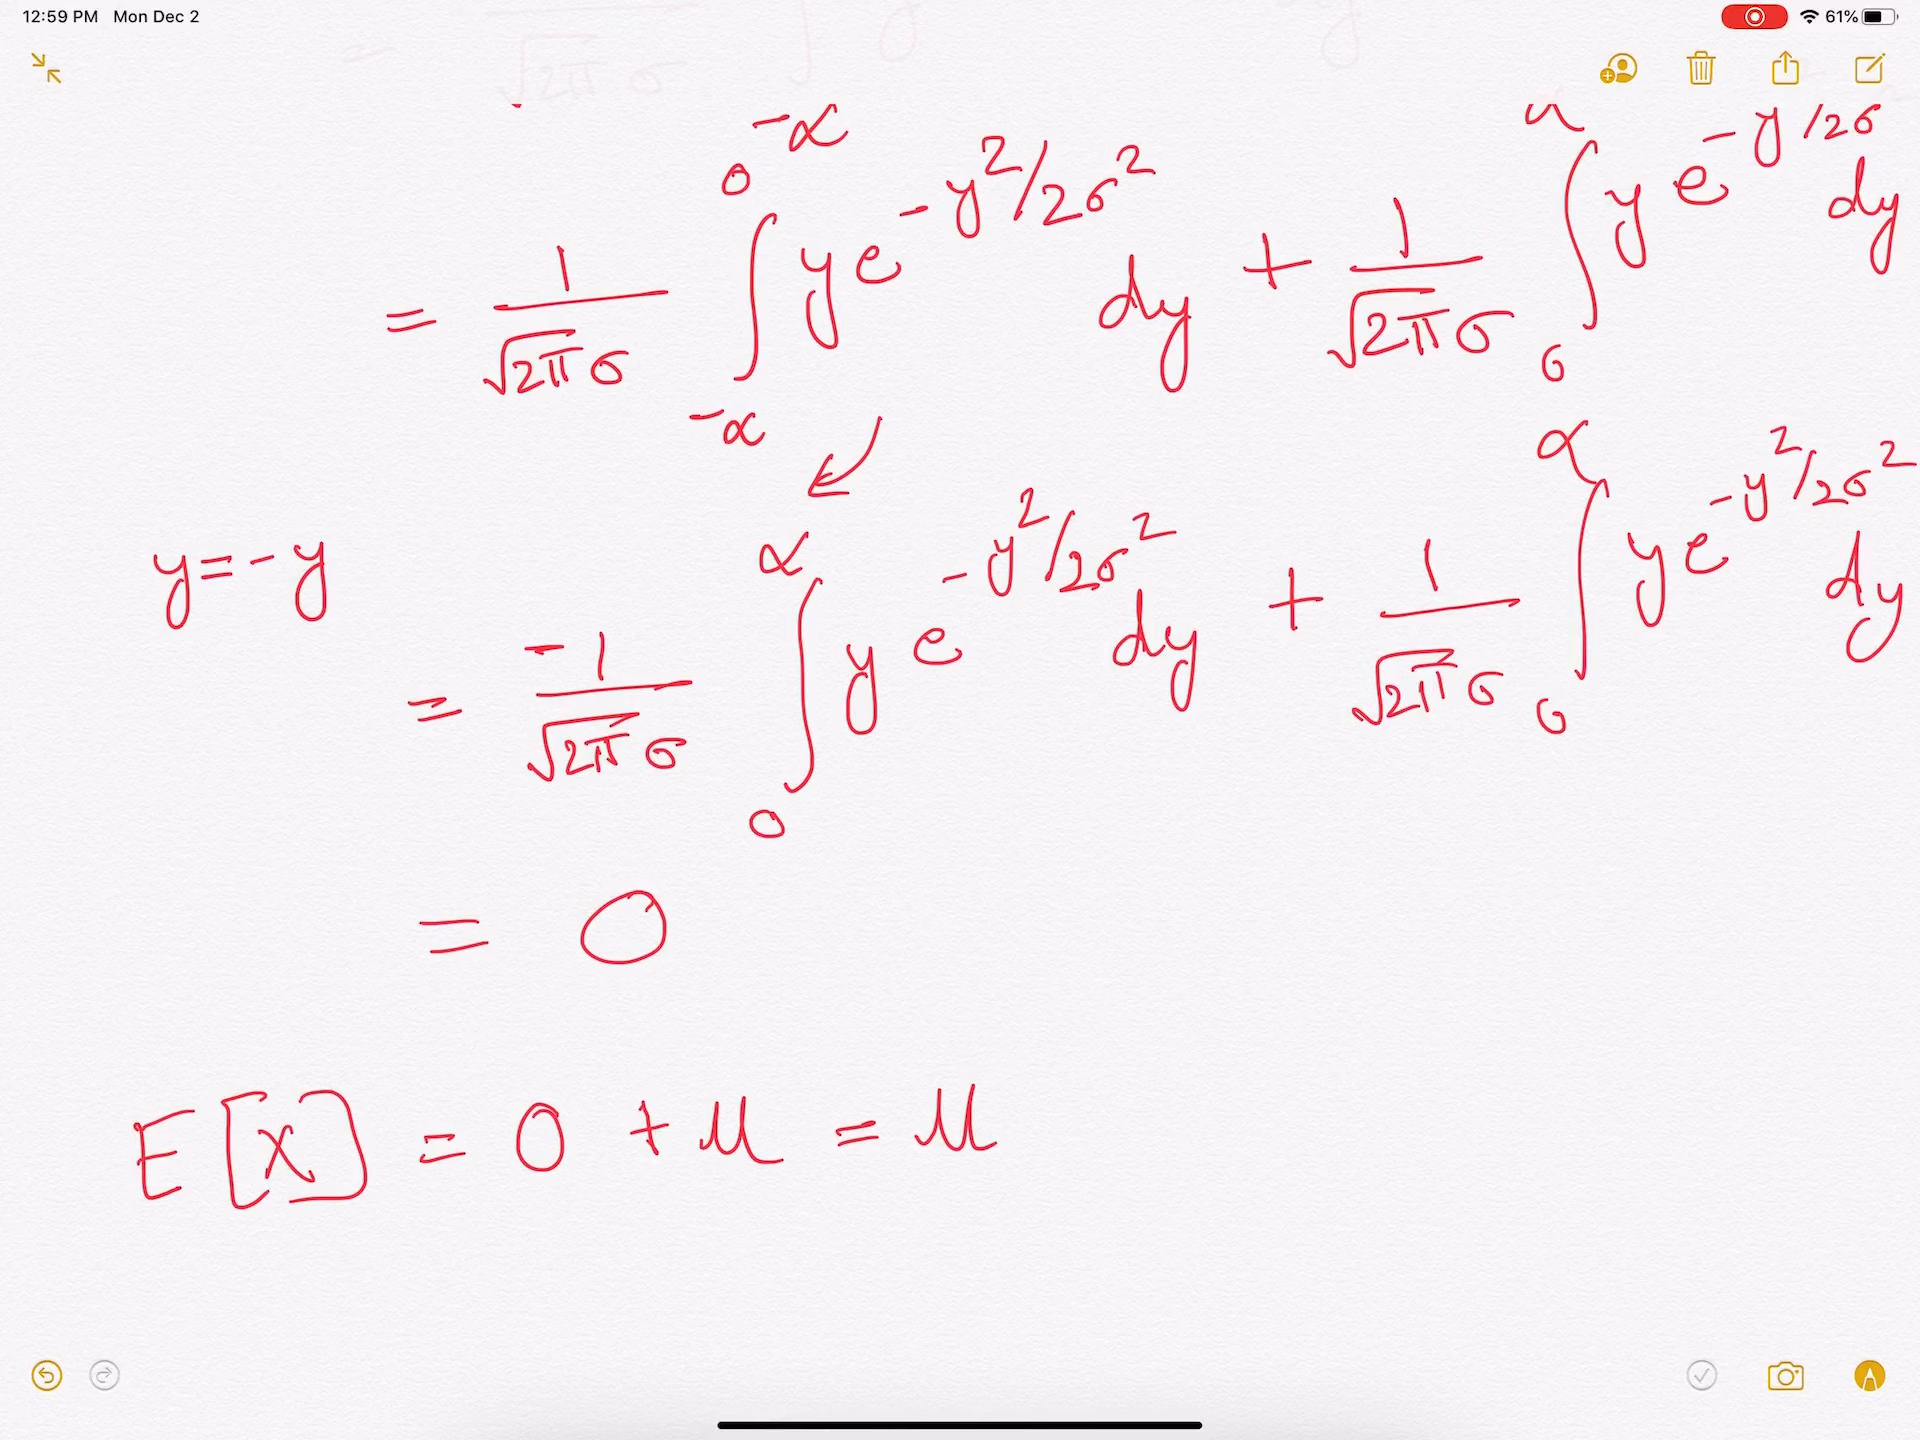 12:59 PM Mon Dec 2 61%
-α
= 1/√2π σ ∫_{-α}^{0} y e^{-y²/2σ²} dy + 1/√2π σ ∫_{0} y e^{-y/2σ} dy
y=-y
= -1/√2π σ ∫_{0}^{α} y e^{-y²/2σ²} dy + 1/√2π σ ∫_{0}^{α} y e^{-y²/2σ²} dy
= 0
E[X] = 0 + μ = μ